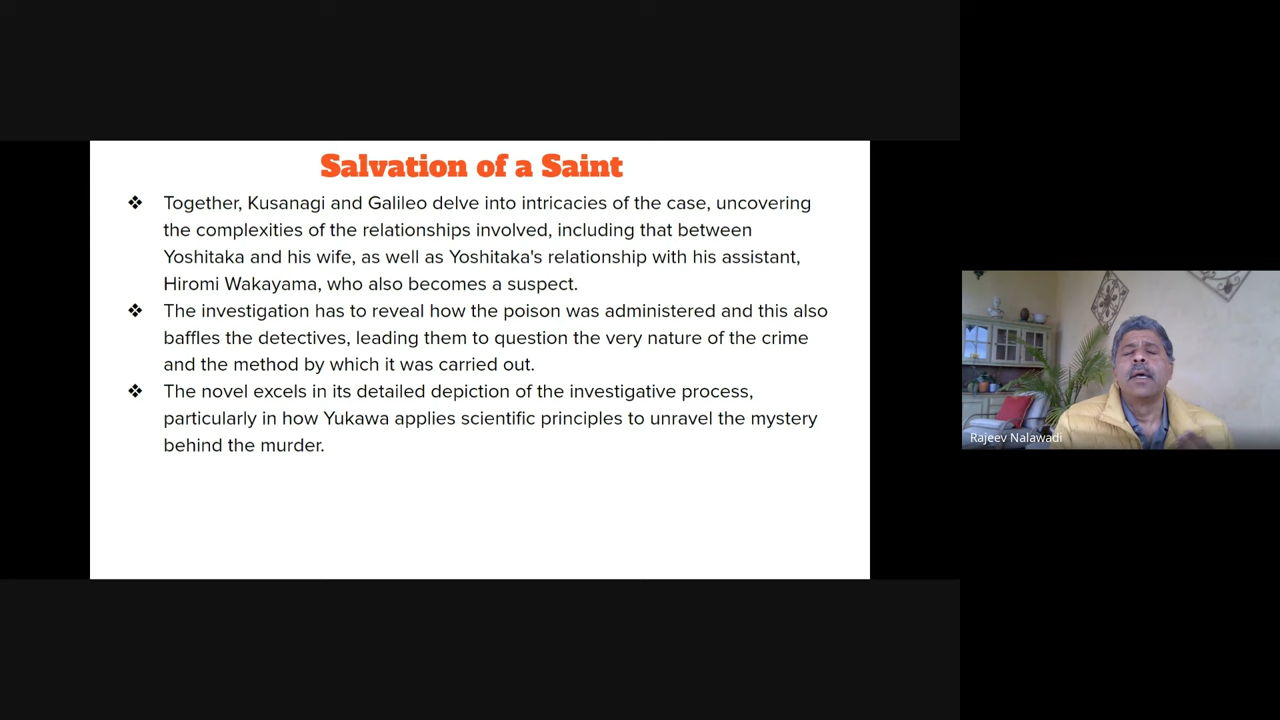 Salvation of a Saint
❖ Together, Kusanagi and Galileo delve into intricacies of the case, uncovering
the complexities of the relationships involved, including that between
Yoshitaka and his wife, as well as Yoshitaka's relationship with his assistant,
Hiromi Wakayama, who also becomes a suspect.
❖ The investigation has to reveal how the poison was administered and this also
baffles the detectives, leading them to question the very nature of the crime
and the method by which it was carried out.
❖ The novel excels in its detailed depiction of the investigative process,
particularly in how Yukawa applies scientific principles to unravel the mystery
behind the murder.
Rajeev Nalawadi